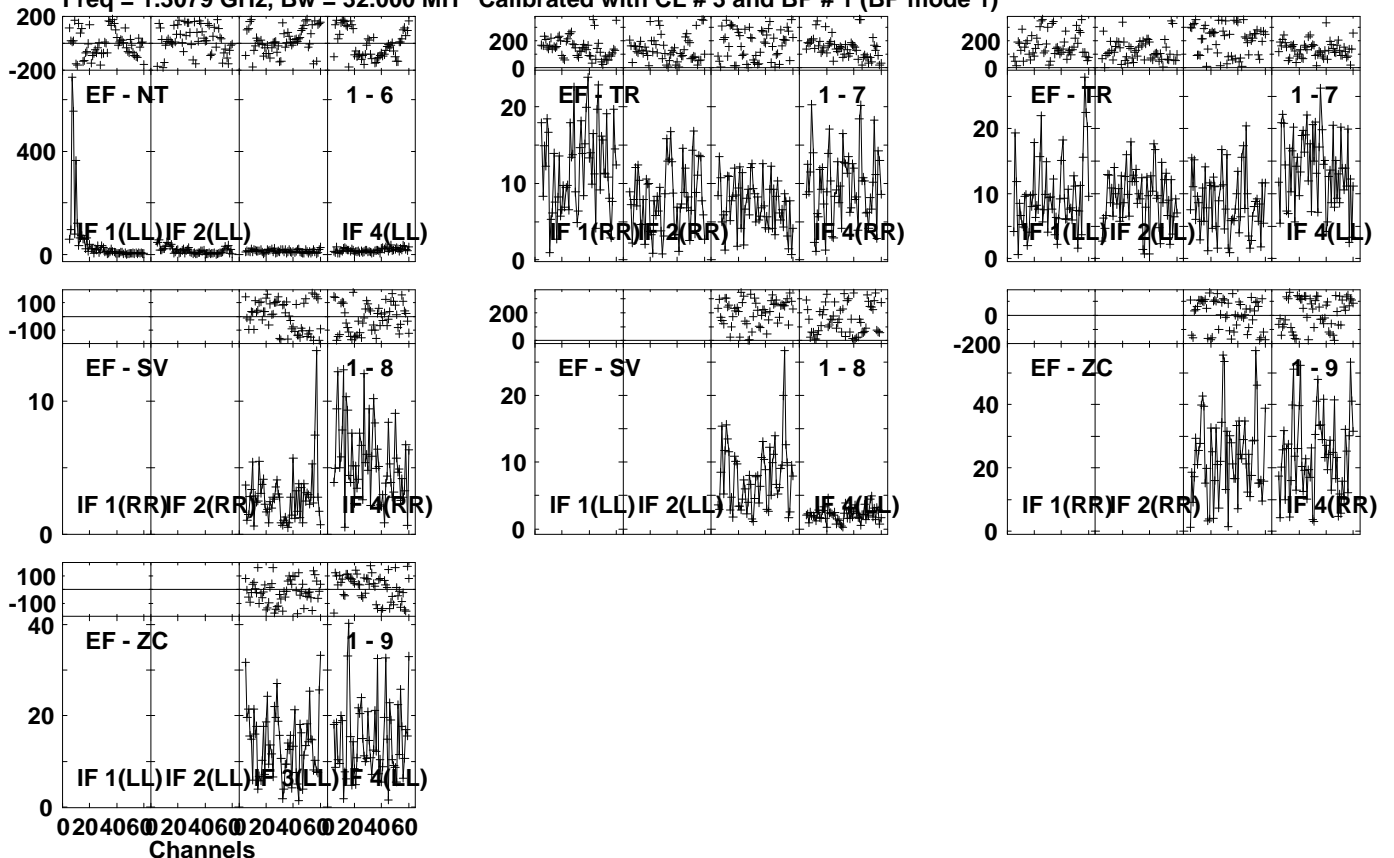 Freq = 1.3079 GHz, Bw = 32.000 MH Calibrated with CL # 3 and BP # 1 (BP mode 1)
200
-200
400
200
0
EF - NT 1 - 6
IF 1(LL) IF 2(LL) IF 4(LL)
200
0
20
10
0
EF - TR 1 - 7
IF 1(RR) IF 2(RR) IF 4(RR)
200
0
20
10
0
EF - TR 1 - 7
IF 1(LL) IF 2(LL) IF 4(LL)
100
-100
10
0
EF - SV 1 - 8
IF 1(RR) IF 2(RR) IF 4(RR)
200
0
20
10
0
EF - SV 1 - 8
IF 1(LL) IF 2(LL) IF 4(LL)
0
-200
40
20
0
EF - ZC 1 - 9
IF 1(RR) IF 2(RR) IF 4(RR)
100
-100
40
20
0
EF - ZC 1 - 9
IF 1(LL) IF 2(LL) IF 3(LL) IF 4(LL)
0 20 40 60 0 20 40 60 0 20 40 60 0 20 40 60
Channels